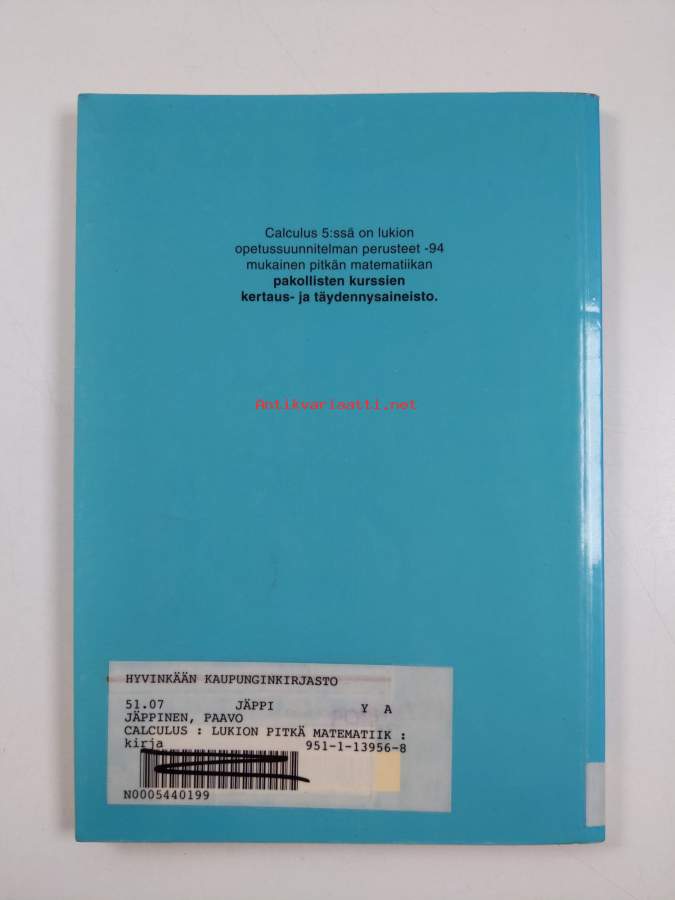 Calculus 5:ssä on lukion
opetussuunnitelman perusteet -94
mukainen pitkän matematiikan
pakollisten kurssien
kertaus- ja täydennysaineisto.
Antikvariaatti.net
HYVINKÄÄN KAUPUNGINKIRJASTO
51.07 JÄPPI Y A
JÄPPINEN, PAAVO
CALCULUS : LUKION PITKÄ MATEMATIIK :
kirja 951-1-13956-8
N0005440199